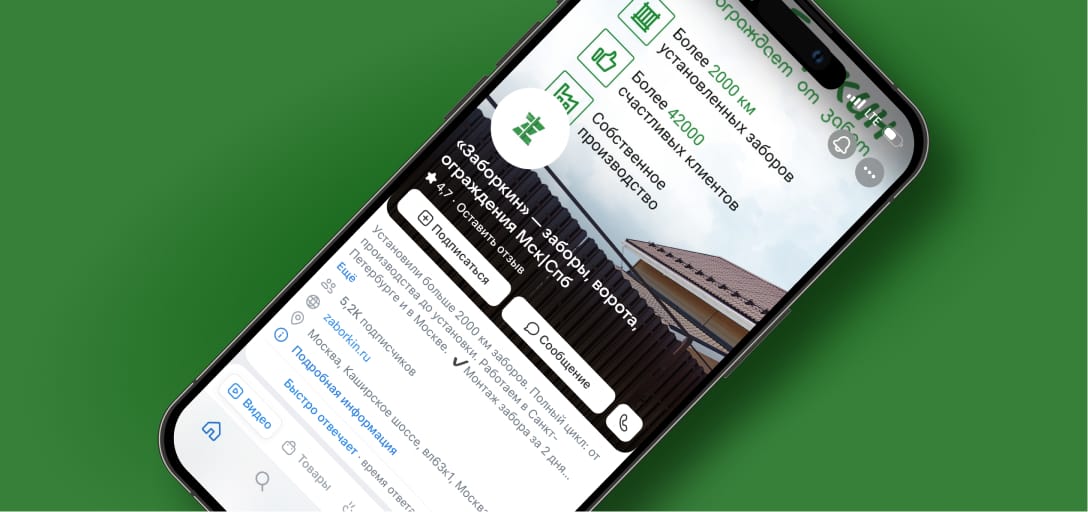 ограждает от забот
Более 2000 км
установленных заборов
Более 42000
счастливых клиентов
Собственное
производство
LTE
«Заборкин» — заборы, ворота,
ограждения Мск|Спб
4,7 · Оставить отзыв
Подписаться
Сообщение
Установили больше 2000 км заборов. Полный цикл: от
производства до установки. Работаем в Санкт-
Петербурге и в Москве. ✔Монтаж забора за 2 дня...
Ещё
5,2K подписчиков
zaborkin.ru
Москва, Каширское шоссе, вл63к1, Москва
Подробная информация
Быстро отвечает · время ответа
Видео
Товары